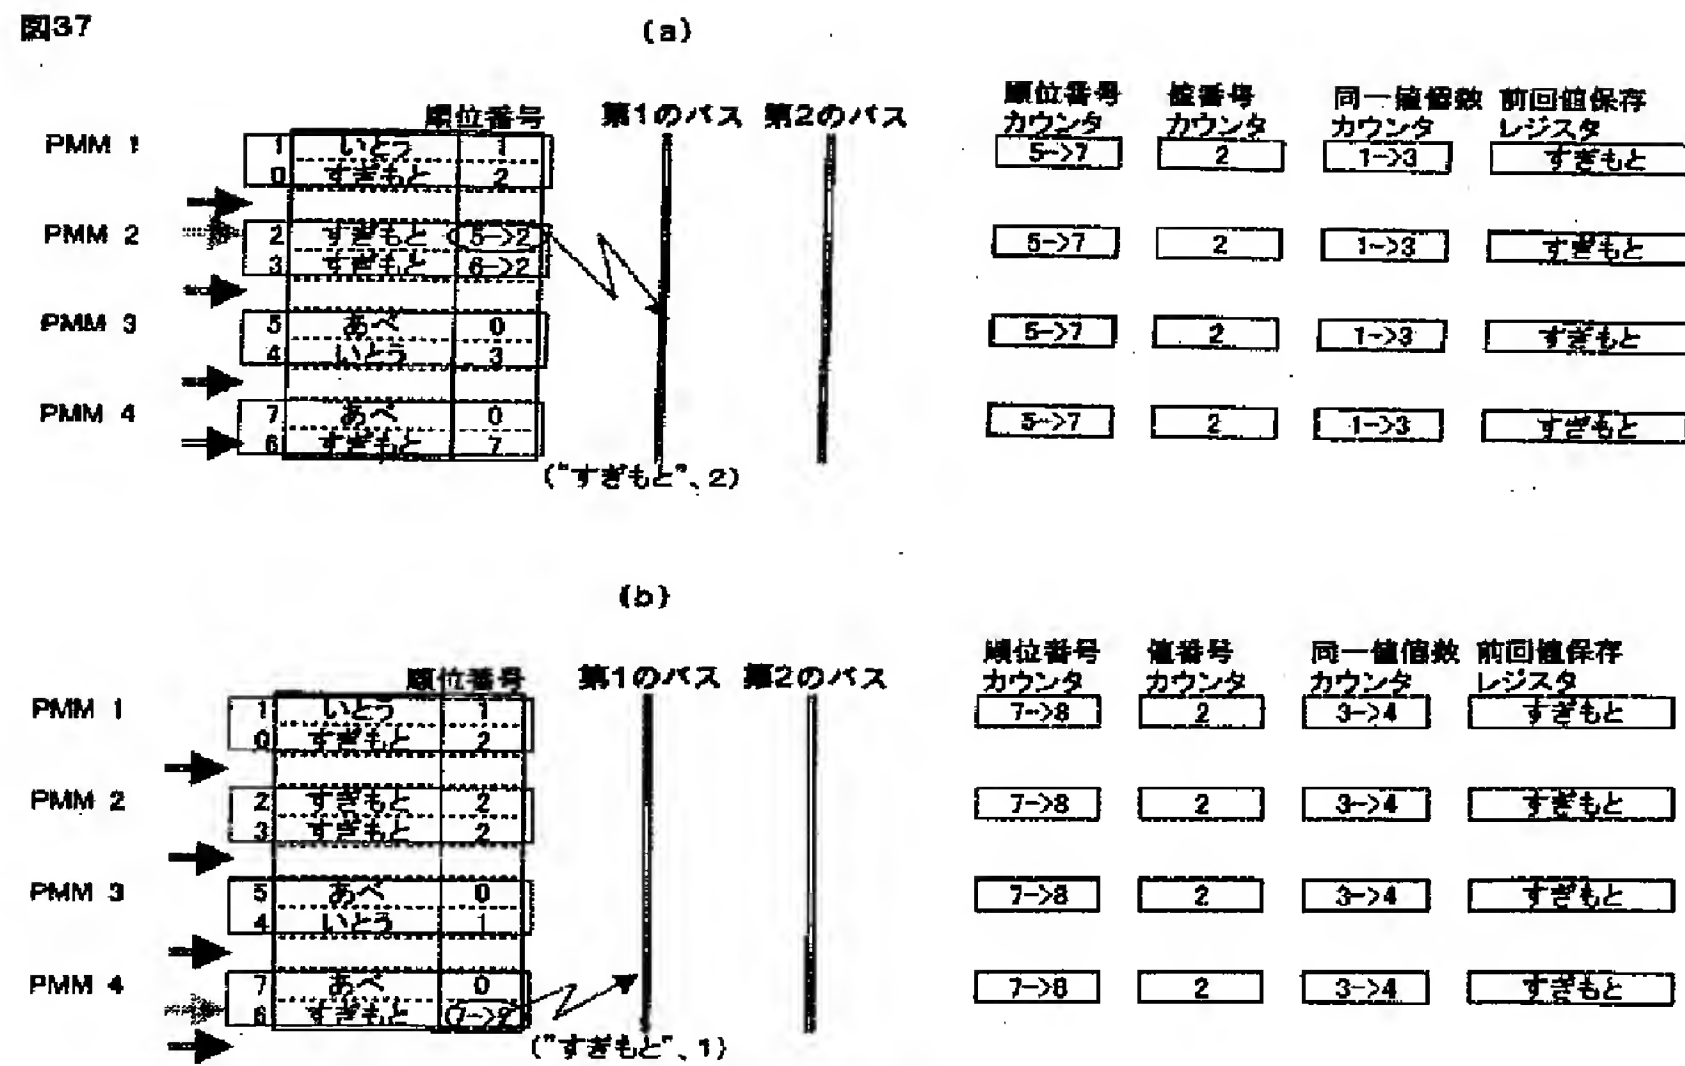 図37
(a)
順位番号 第1のバス 第2のバス
順位番号 値番号 同一値個数 前回値保存
カウンタ カウンタ カウンタ レジスタ
PMM 1 1 いとう 1 5->7 2 1->3 すぎもと
0 すぎもと 2
PMM 2 2 すぎもと 5->2 5->7 2 1->3 すぎもと
3 すぎもと 6->2
PMM 3 5 あべ 0 5->7 2 1->3 すぎもと
4 いとう 3
PMM 4 7 あべ 0 5->7 2 1->3 すぎもと
6 すぎもと 7
("すぎもと"、2)
(b)
順位番号 第1のバス 第2のバス
順位番号 値番号 同一値個数 前回値保存
カウンタ カウンタ カウンタ レジスタ
PMM 1 1 いとう 1 7->8 2 3->4 すぎもと
0 すぎもと 2
PMM 2 2 すぎもと 2 7->8 2 3->4 すぎもと
3 すぎもと 2
PMM 3 5 あべ 0 7->8 2 3->4 すぎもと
4 いとう 1
PMM 4 7 あべ 0 7->8 2 3->4 すぎもと
6 すぎもと 7->2
("すぎもと"、1)